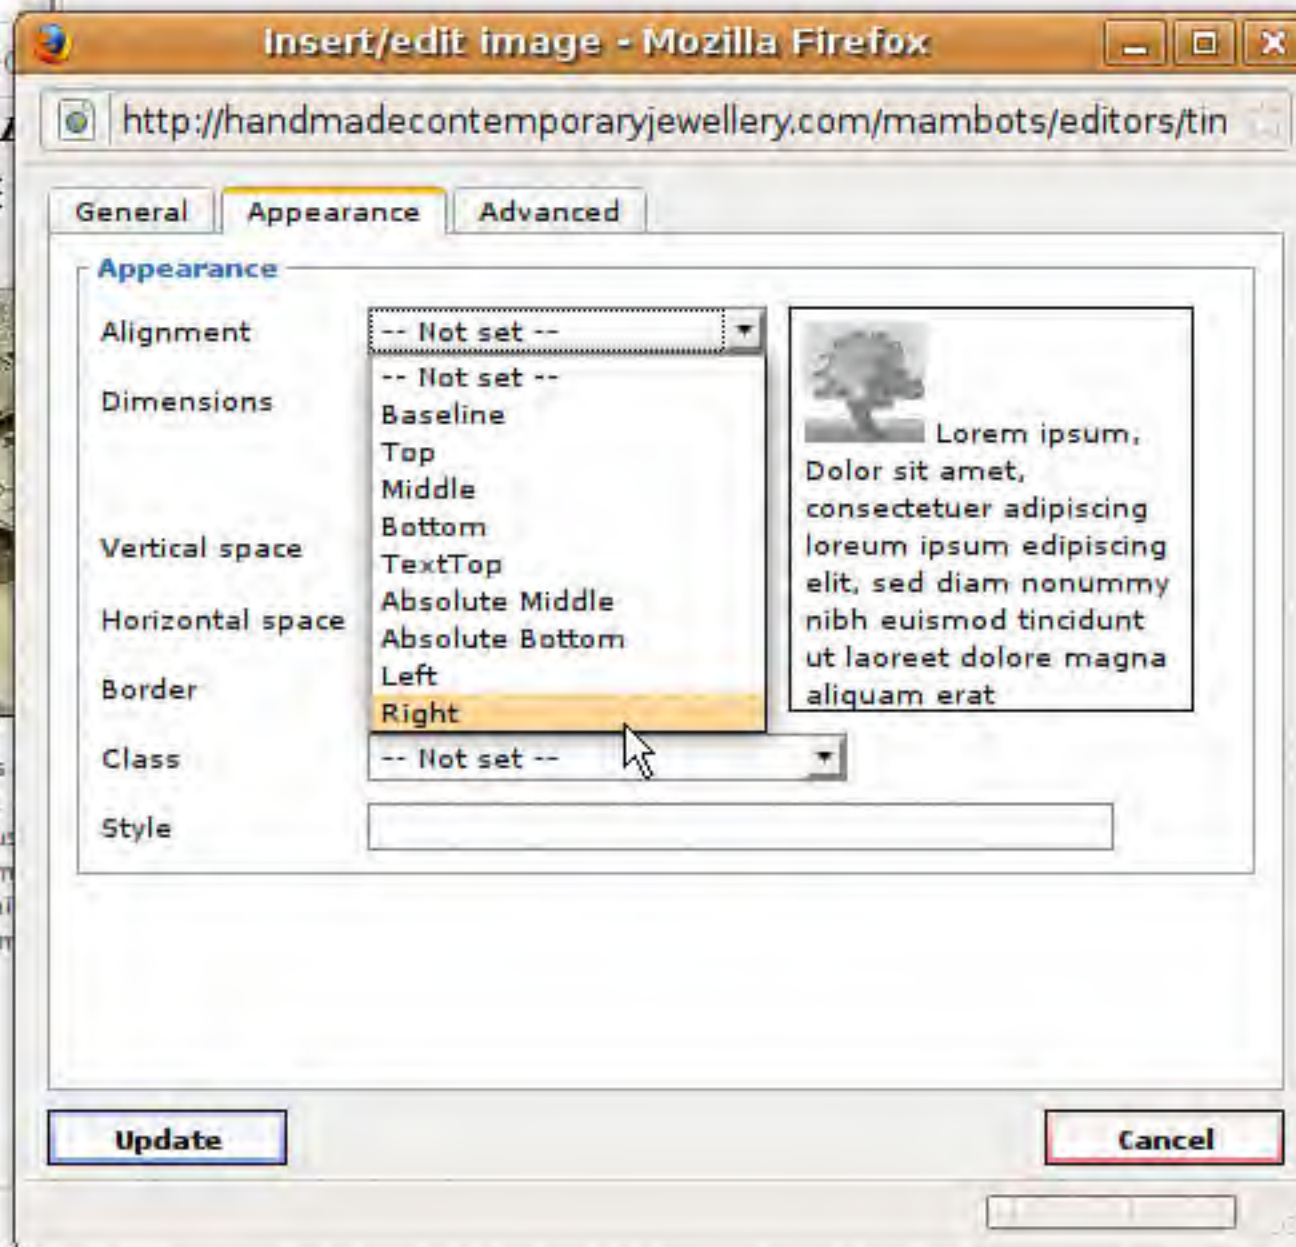 Insert/edit image - Mozilla Firefox
http://handmadecontemporaryjewellery.com/mambots/editors/tin
General Appearance Advanced
Appearance
Alignment -- Not set --
-- Not set --
Baseline
Top
Middle
Bottom
TextTop
Absolute Middle
Absolute Bottom
Left
Right
Dimensions
Vertical space
Horizontal space
Border
Class -- Not set --
Style
Lorem ipsum,
Dolor sit amet,
consectetuer adipiscing
loreum ipsum edipiscing
elit, sed diam nonummy
nibh euismod tincidunt
ut laoreet dolore magna
aliquam erat
Update Cancel